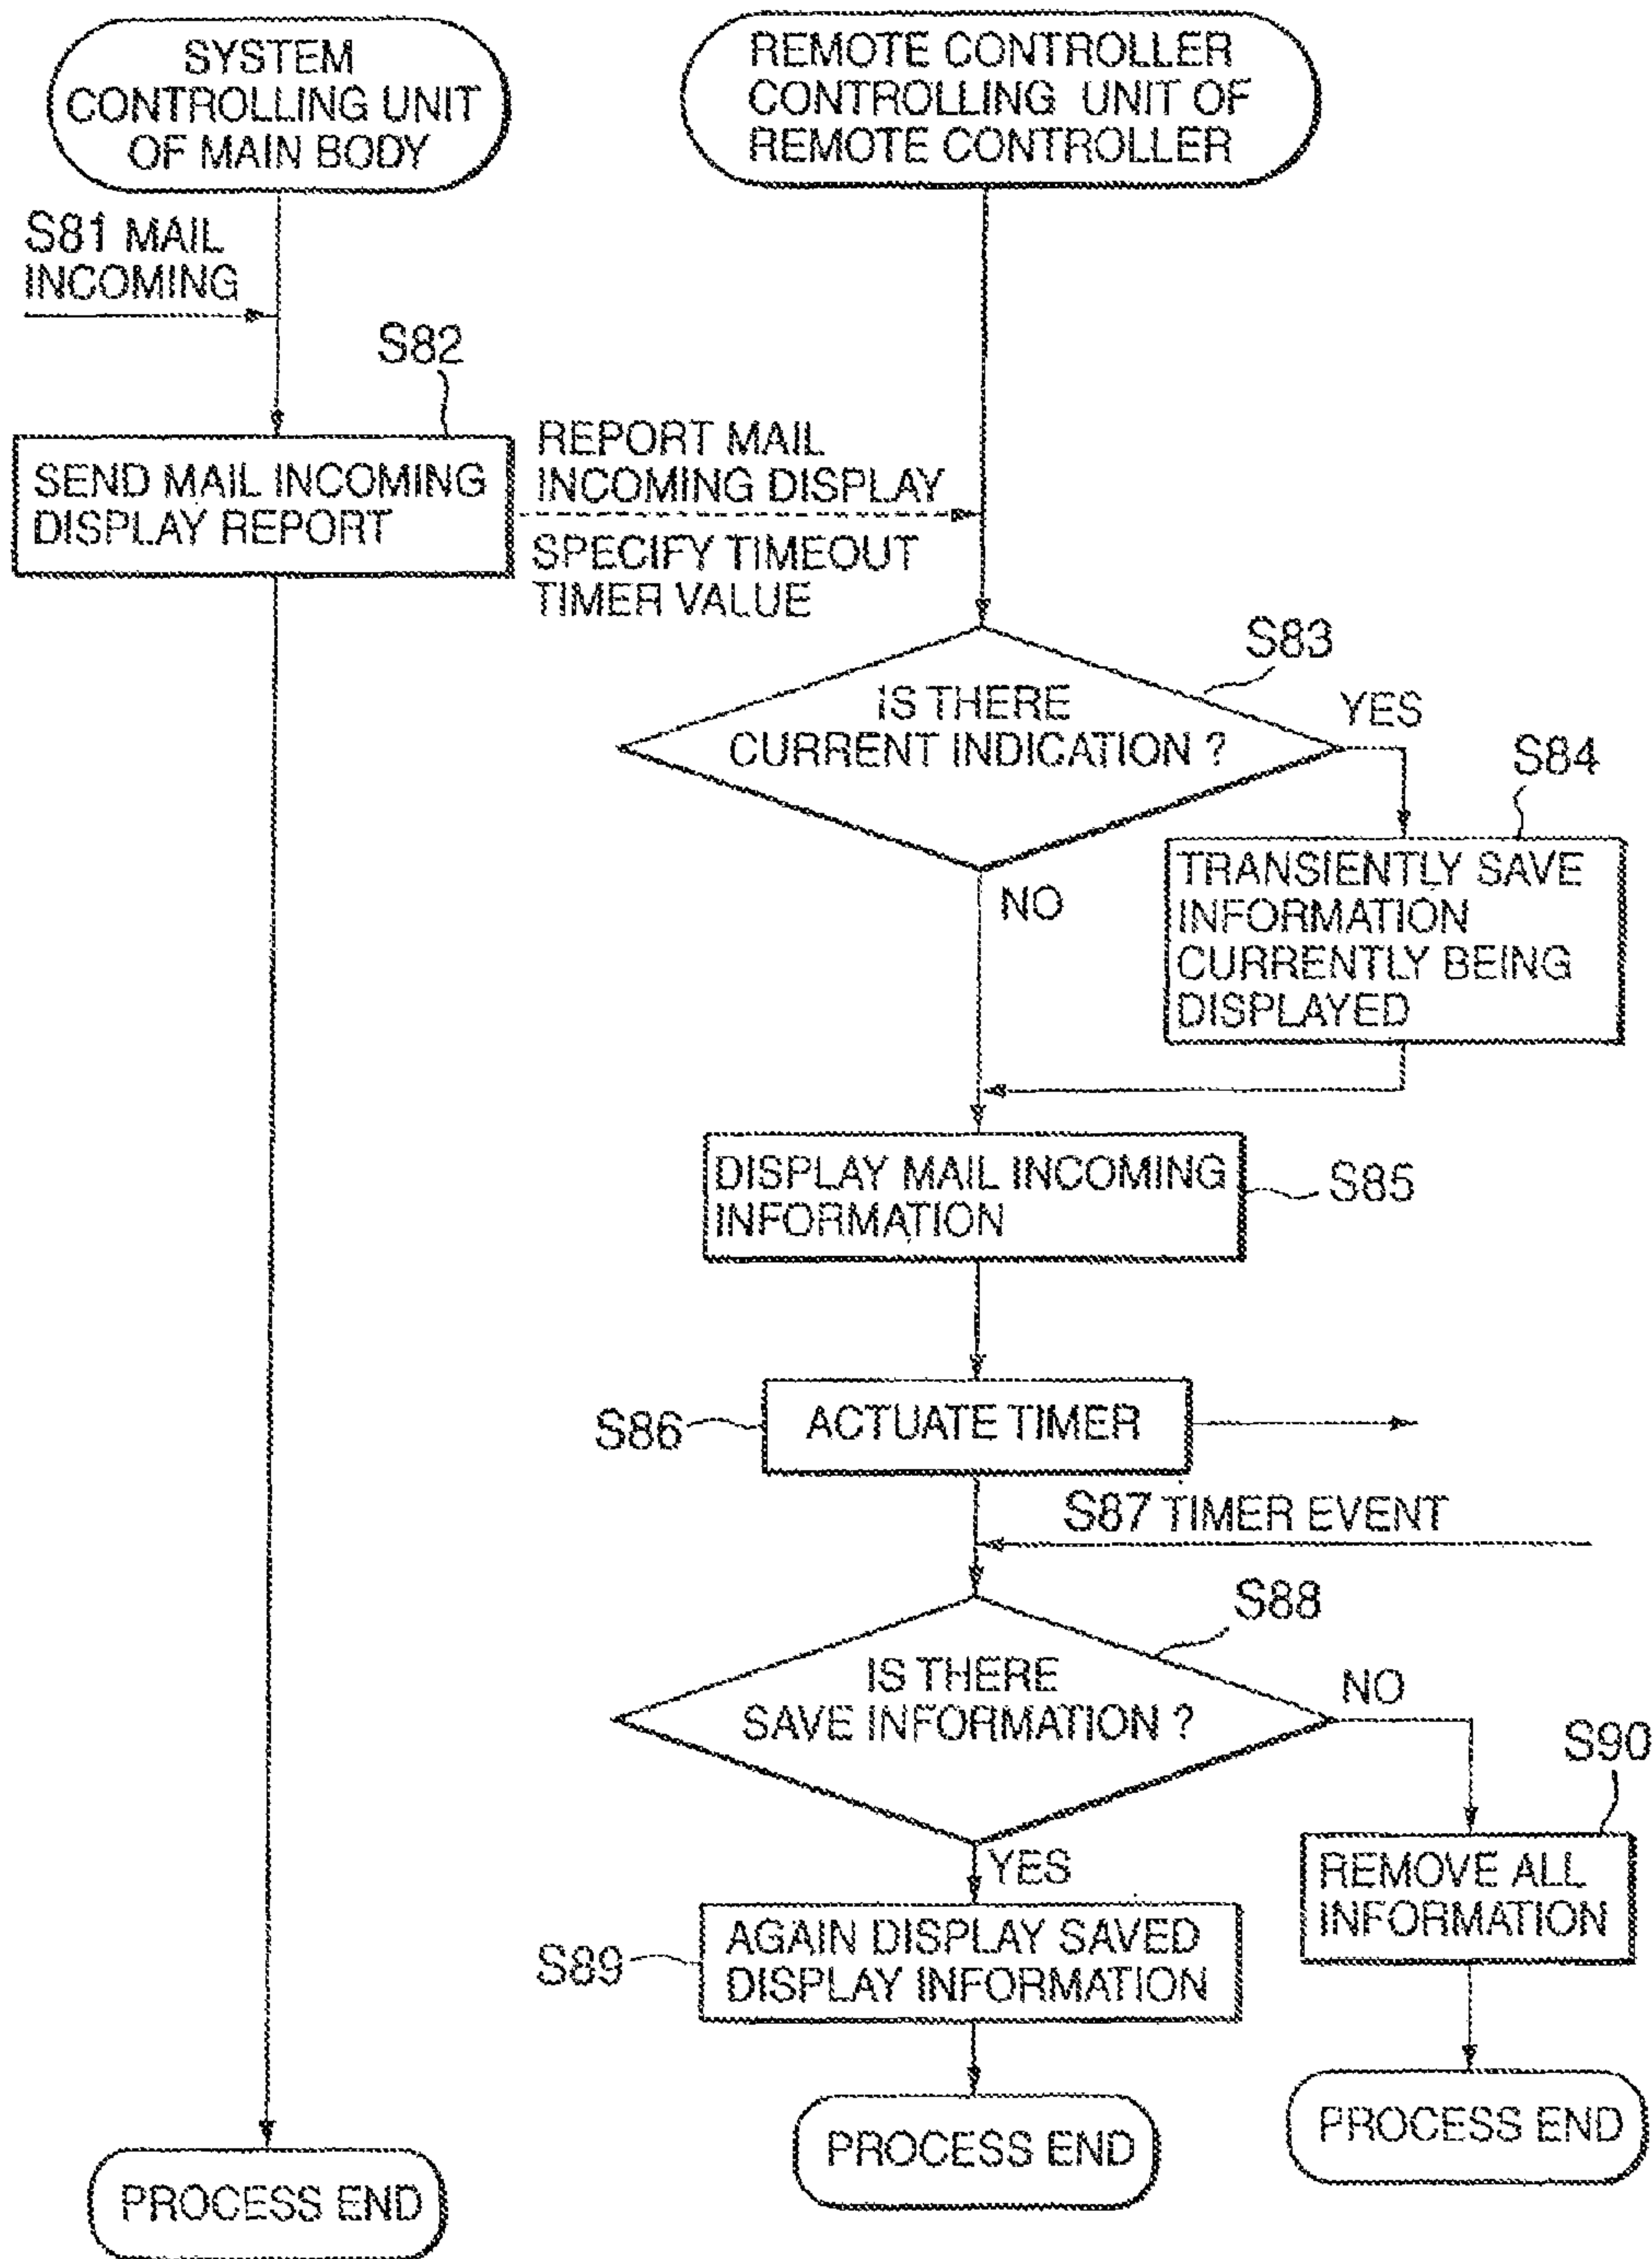 SYSTEM
CONTROLLING UNIT
OF MAIN BODY
REMOTE CONTROLLER
CONTROLLING UNIT OF
REMOTE CONTROLLER
S81 MAIL
INCOMING
S82
SEND MAIL INCOMING
DISPLAY REPORT
REPORT MAIL
INCOMING DISPLAY
SPECIFY TIMEOUT
TIMER VALUE
S83
IS THERE
CURRENT INDICATION ?
YES
NO
S84
TRANSIENTLY SAVE
INFORMATION
CURRENTLY BEING
DISPLAYED
DISPLAY MAIL INCOMING
INFORMATION
S85
S86
ACTUATE TIMER
S87 TIMER EVENT
S88
IS THERE
SAVE INFORMATION ?
NO
YES
S90
REMOVE ALL
INFORMATION
S89
AGAIN DISPLAY SAVED
DISPLAY INFORMATION
PROCESS END
PROCESS END
PROCESS END